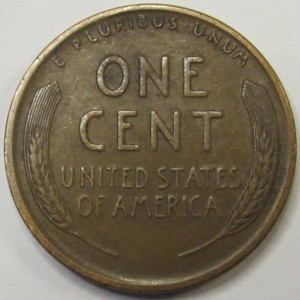 E · PLURIBUS · UNUM
ONE
CENT
UNITED STATES
OF AMERICA